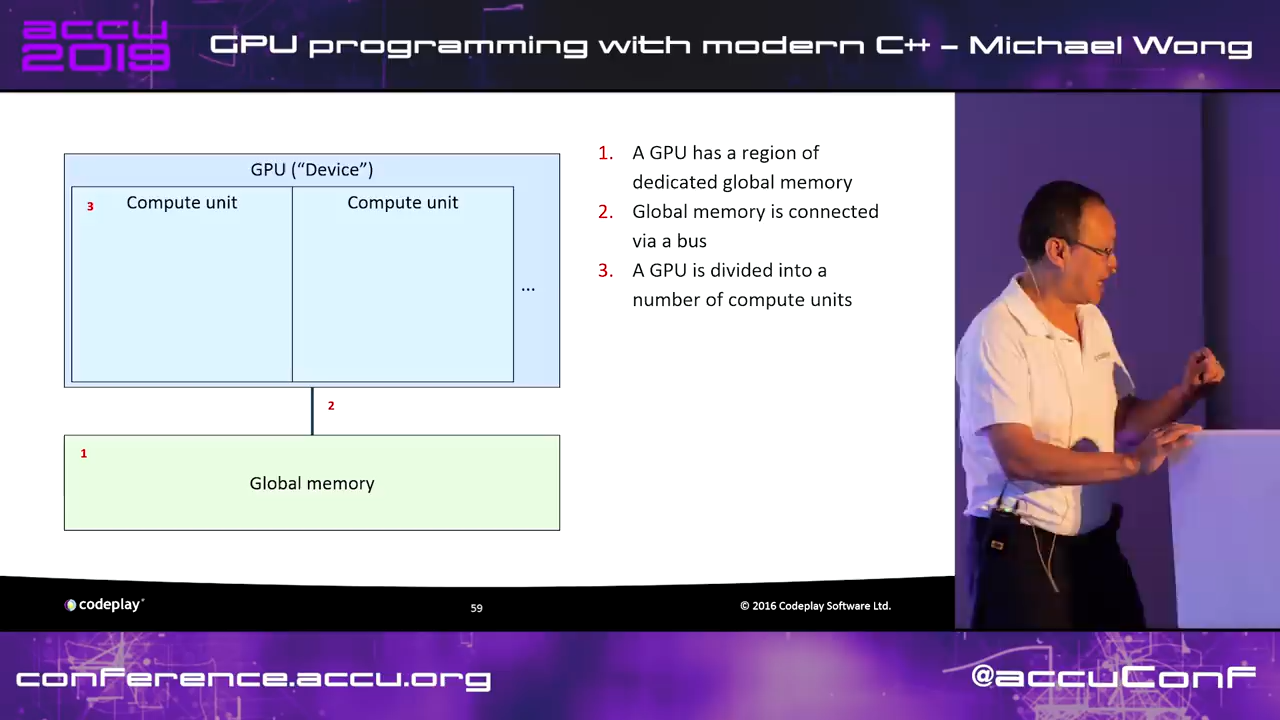 accu
2019
GPU programming with modern C++ – Michael Wong
GPU (“Device”)
3
Compute unit
Compute unit
...
2
1
Global memory
1. A GPU has a region of
dedicated global memory
2. Global memory is connected
via a bus
3. A GPU is divided into a
number of compute units
codeplay
59
© 2016 Codeplay Software Ltd.
conference.accu.org
@accuConf